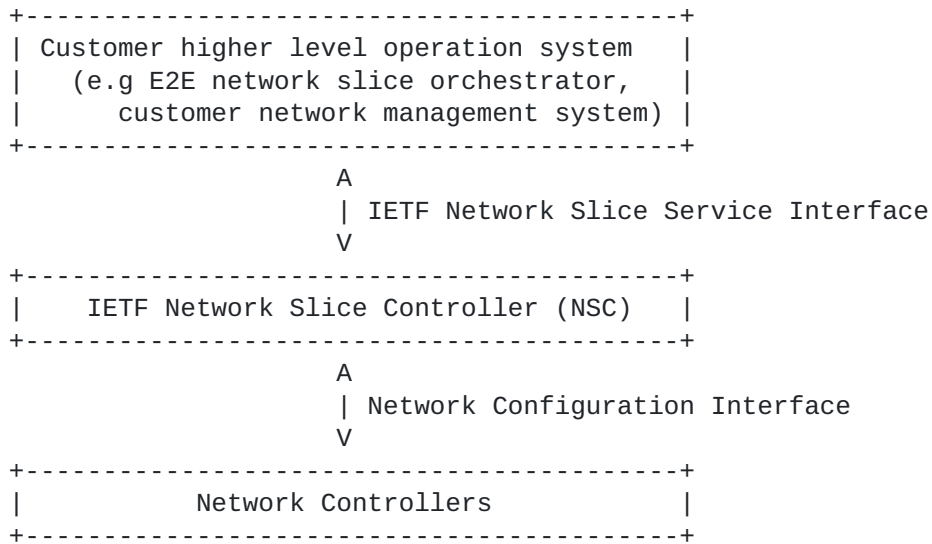 +------------------------------------------+
| Customer higher level operation system   |
|   (e.g E2E network slice orchestrator,   |
|      customer network management system) |
+------------------------------------------+
                     A
                     | IETF Network Slice Service Interface
                     V
+------------------------------------------+
|    IETF Network Slice Controller (NSC)   |
+------------------------------------------+
                     A
                     | Network Configuration Interface
                     V
+------------------------------------------+
|           Network Controllers            |
+------------------------------------------+